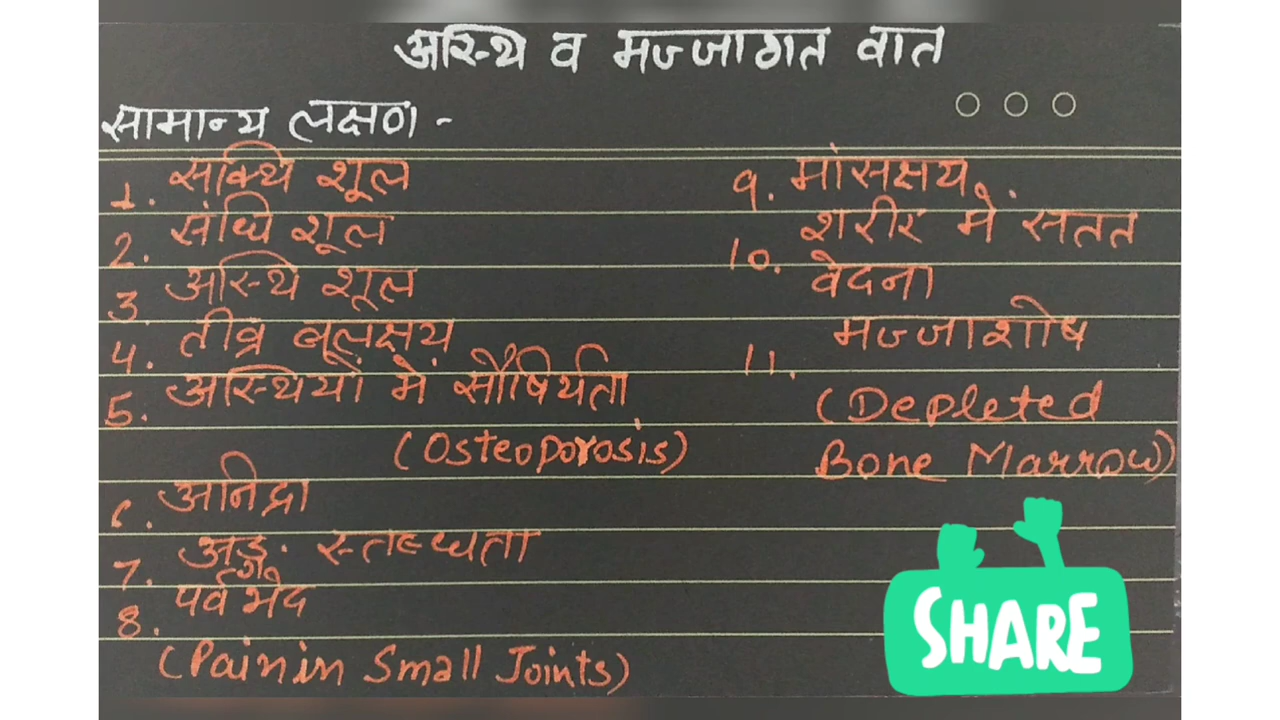 अस्थि व मज्जागत वात
सामान्य लक्षण -
1. सक्थि शूल
2. संधि शूल
3 अस्थि शूल
4. तीव्र बलक्षय
5. अस्थियों में सौषिर्यता
(Osteoporosis)
6. अनिद्रा
7. अङ्ग स्तब्धता
8. पर्वभेद
(Pain in Small Joints)
9. मांसक्षय
10. शरीर में सतत
वेदना
11. मज्जाशोष
(Depleted
Bone Marrow)
SHARE